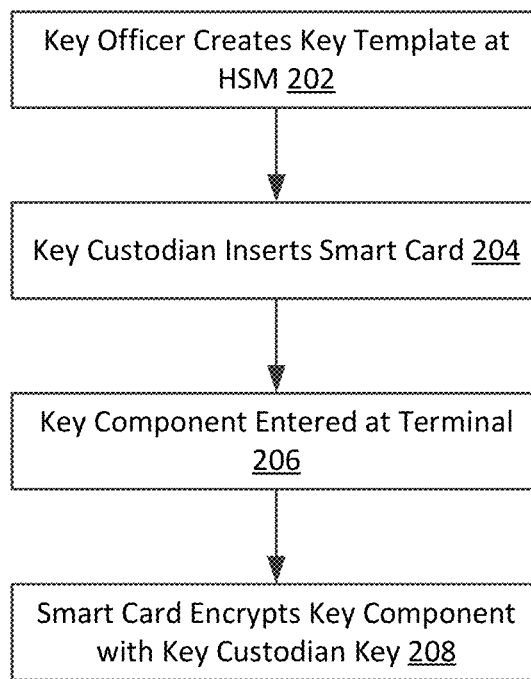 Key Officer Creates Key Template at
HSM 202
Key Custodian Inserts Smart Card 204
Key Component Entered at Terminal
206
Smart Card Encrypts Key Component
with Key Custodian Key 208